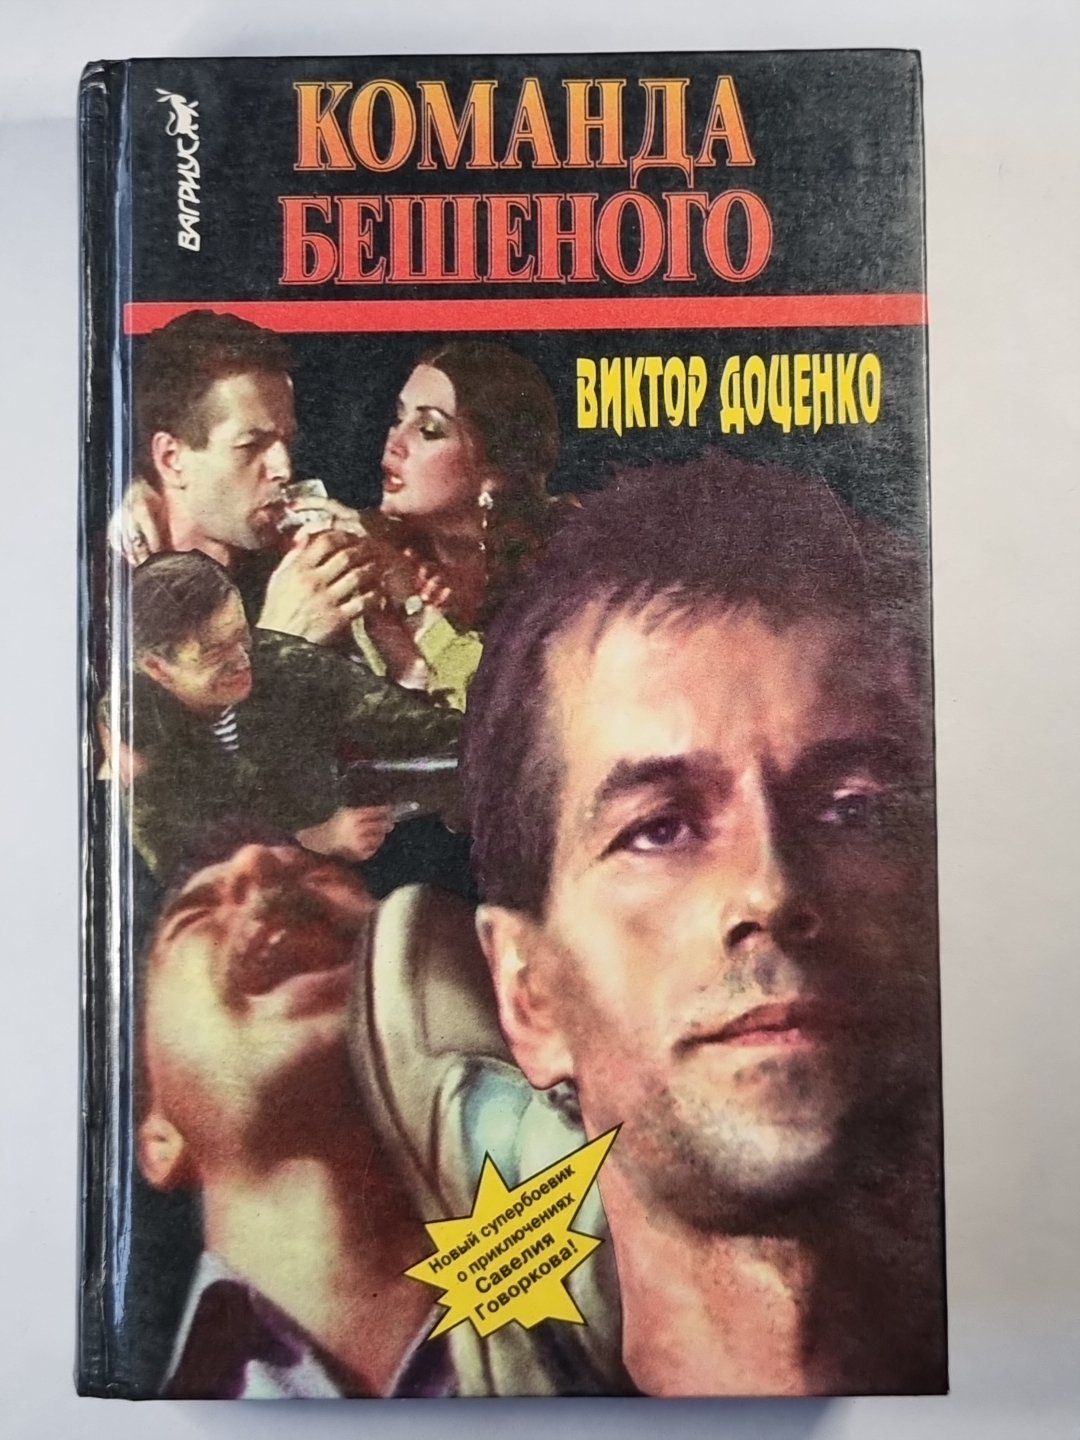 ВАГРИУС
КОМАНДА
БЕШЕНОГО
ВИКТОР ДОЦЕНКО
Новый супербоевик
о приключениях
Савелия
Говоркова!